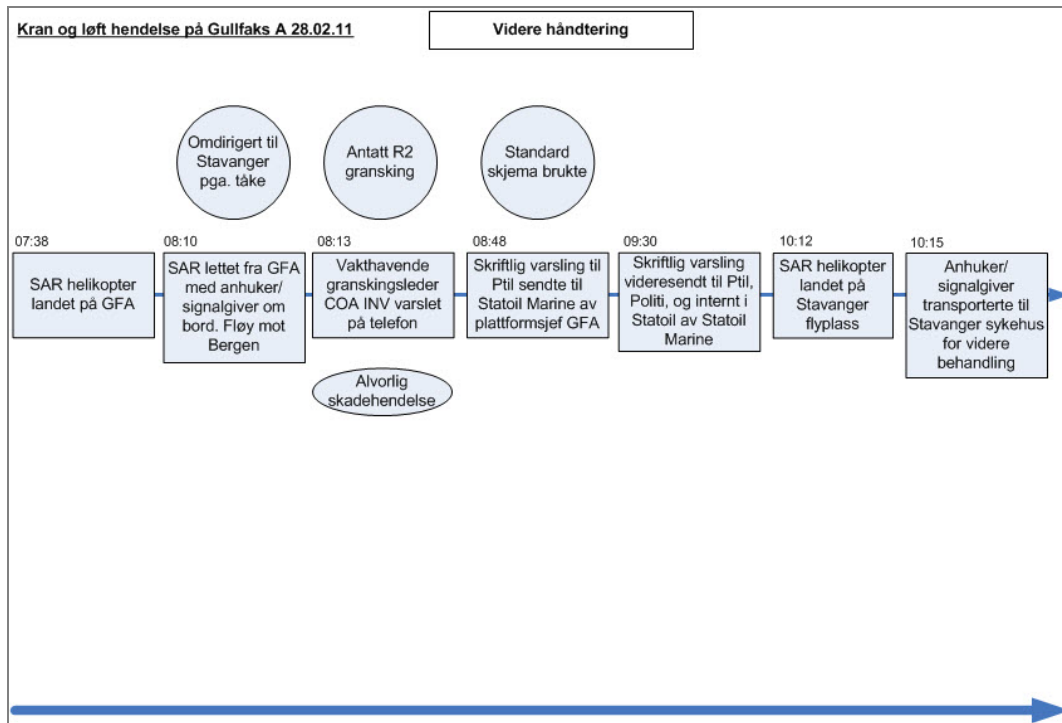 Kran og løft hendelse på Gullfaks A 28.02.11
Videre håndtering
Omdirigert til
Stavanger
pga. tåke
Antatt R2
gransking
Standard
skjema brukte
07:38
SAR helikopter
landet på GFA
08:10
SAR lettet fra GFA
med anhuker/
signalgiver om
bord. Fløy mot
Bergen
08:13
Vakthavende
granskingsleder
COA INV varslet
på telefon
08:48
Skriftlig varsling til
Ptil sendte til
Statoil Marine av
plattformsjef GFA
09:30
Skriftlig varsling
videresendt til Ptil,
Politi, og internt i
Statoil av Statoil
Marine
10:12
SAR helikopter
landet på
Stavanger
flyplass
10:15
Anhuker/
signalgiver
transporterte til
Stavanger sykehus
for videre
behandling
Alvorlig
skadehendelse